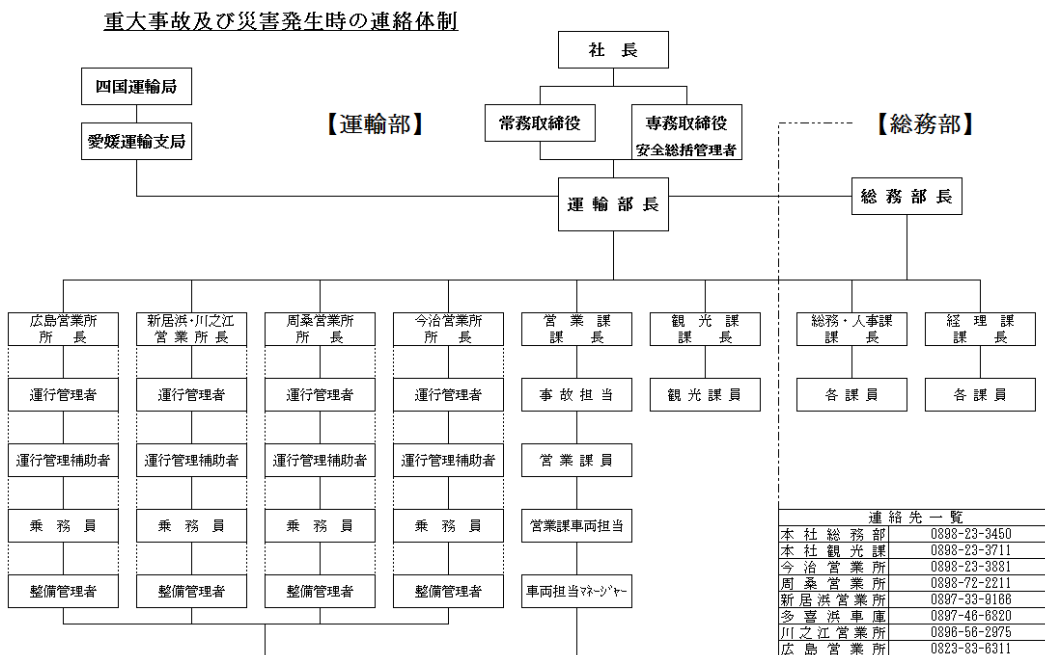 重大事故及び災害発生時の連絡体制
社長
四国運輸局
愛媛運輸支局
【運輸部】
常務取締役
専務取締役
安全総括管理者
【総務部】
運輸部長
総務部長
広島営業所
所長
新居浜・川之江
営業所長
周桑営業所
所長
今治営業所
所長
営業課
課長
観光課
課長
総務・人事課
課長
経理課
課長
運行管理者
運行管理者
運行管理者
運行管理者
事故担当
観光課員
各課員
各課員
運行管理補助者
運行管理補助者
運行管理補助者
運行管理補助者
営業課員
乗務員
乗務員
乗務員
乗務員
営業課車両担当
整備管理者
整備管理者
整備管理者
整備管理者
車両担当マネージャー
連絡先一覧
本社総務部 0898-23-3450
本社観光課 0898-23-3711
今治営業所 0898-23-3881
周桑営業所 0898-72-2211
新居浜営業所 0897-33-9166
多喜浜車庫 0897-46-6820
川之江営業所 0896-56-2975
広島営業所 0823-83-6311